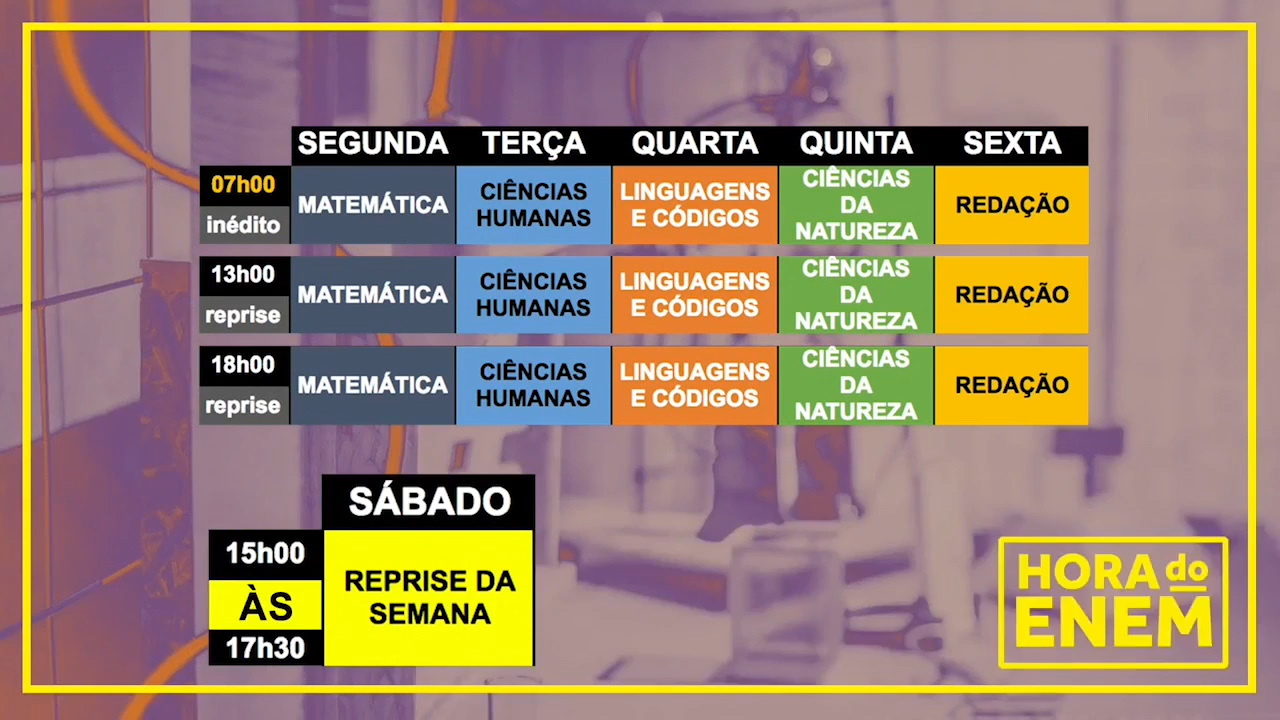 SEGUNDA TERÇA QUARTA QUINTA SEXTA
07h00
inédito
MATEMÁTICA
CIÊNCIAS
HUMANAS
LINGUAGENS
E CÓDIGOS
CIÊNCIAS
DA
NATUREZA
REDAÇÃO
13h00
reprise
MATEMÁTICA
CIÊNCIAS
HUMANAS
LINGUAGENS
E CÓDIGOS
CIÊNCIAS
DA
NATUREZA
REDAÇÃO
18h00
reprise
MATEMÁTICA
CIÊNCIAS
HUMANAS
LINGUAGENS
E CÓDIGOS
CIÊNCIAS
DA
NATUREZA
REDAÇÃO
SÁBADO
15h00
ÀS
17h30
REPRISE DA
SEMANA
HORA do
ENEM